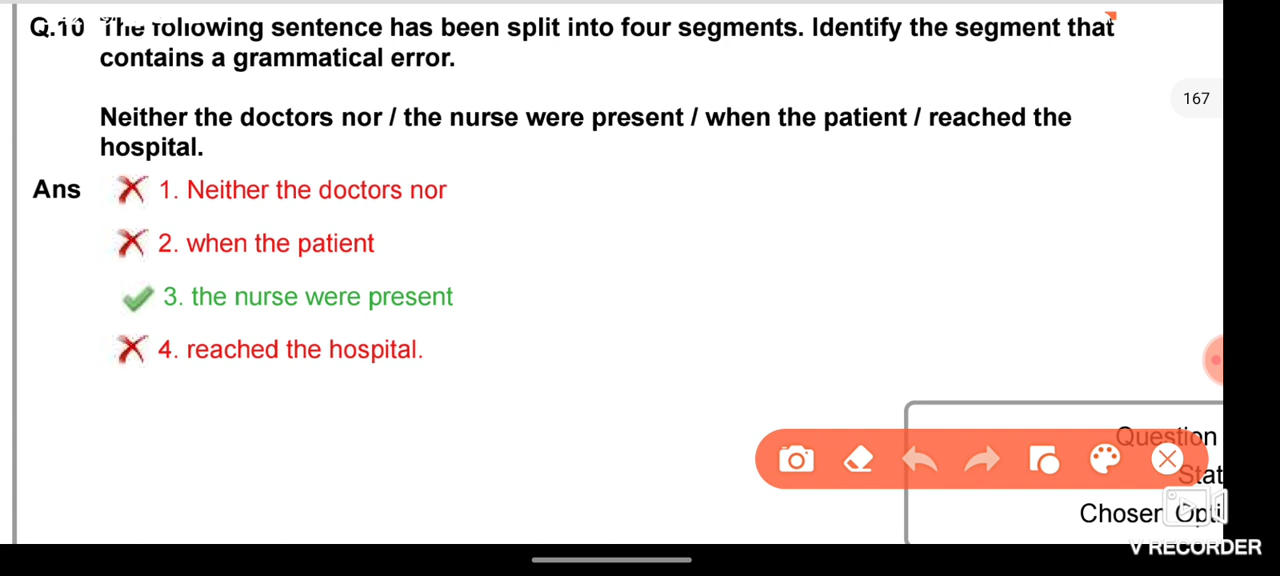 Q.10 The following sentence has been split into four segments. Identify the segment that
contains a grammatical error.
167
Neither the doctors nor / the nurse were present / when the patient / reached the
hospital.
Ans 1. Neither the doctors nor
2. when the patient
3. the nurse were present
4. reached the hospital.
Question
Stat
Chosen Opti
V RECORDER